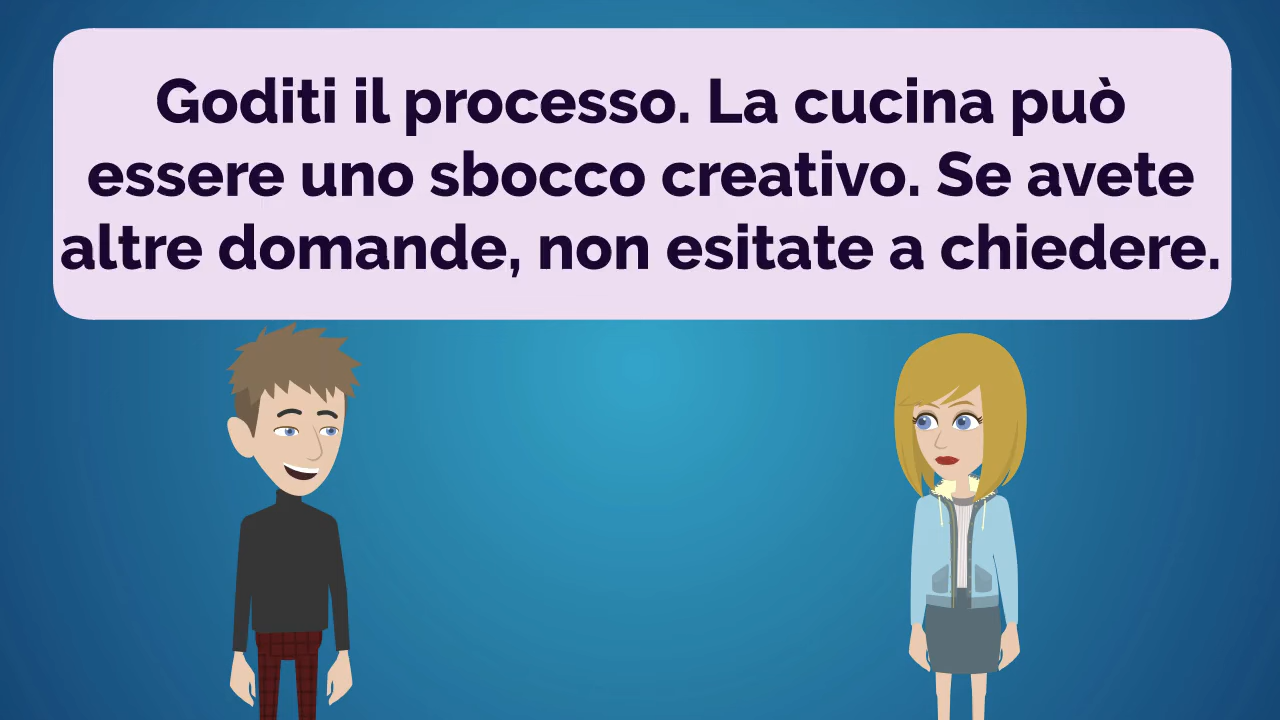 Goditi il processo. La cucina può
essere uno sbocco creativo. Se avete
altre domande, non esitate a chiedere.